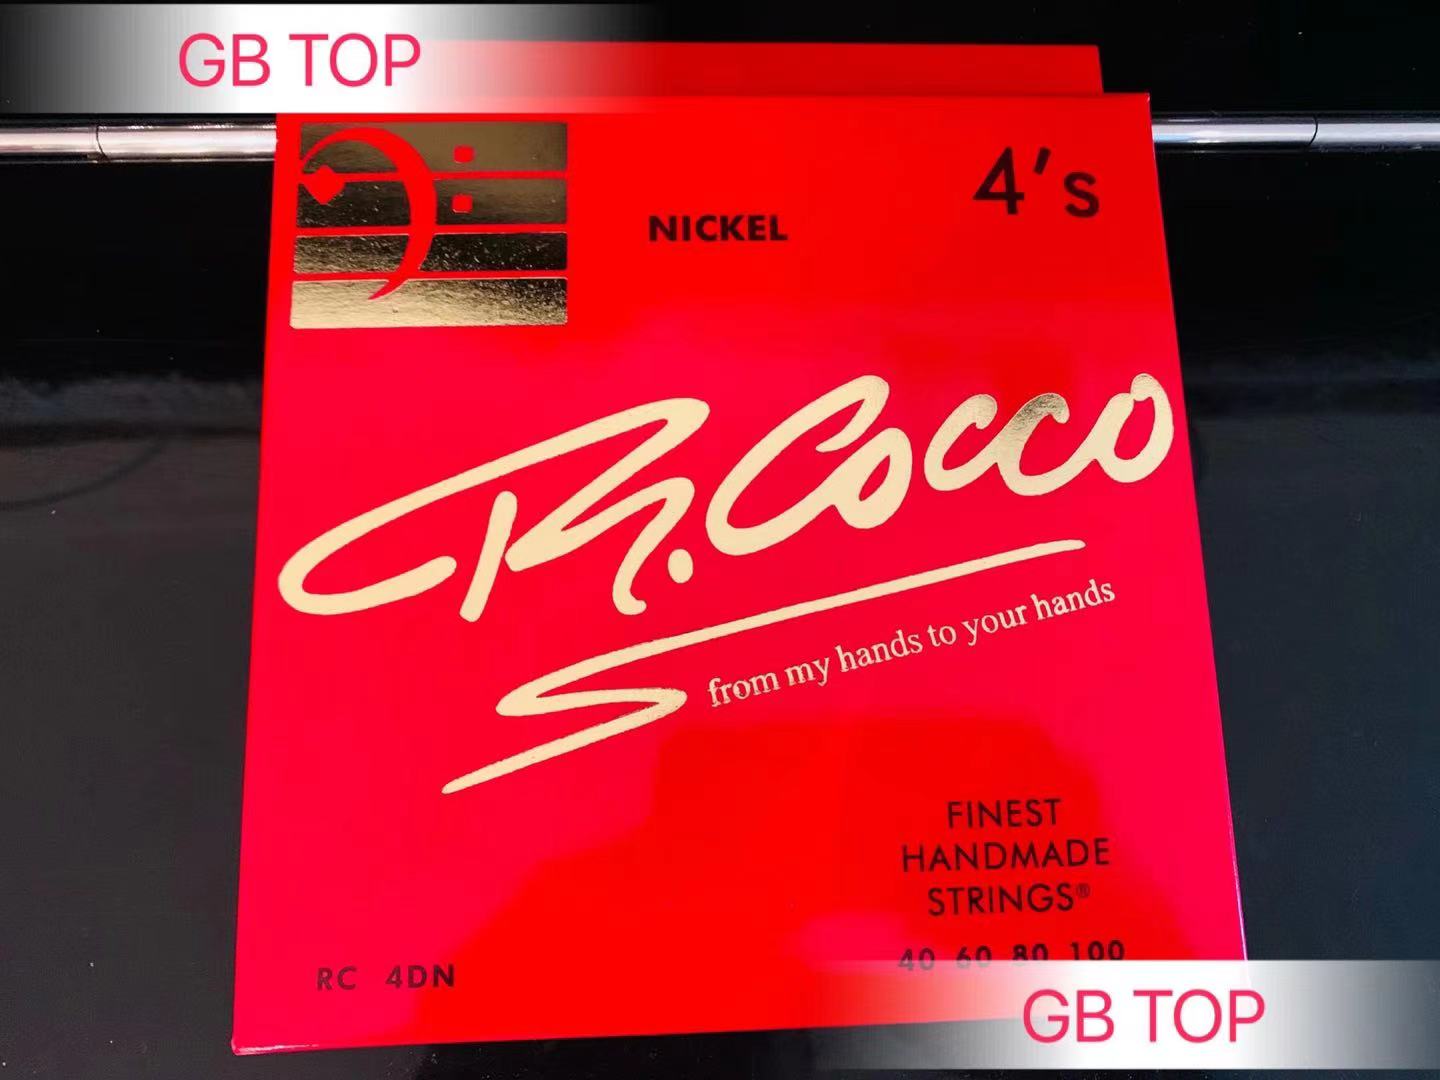 GB TOP
4's
NICKEL
R. Cocco
from my hands to your hands
FINEST
HANDMADE
STRINGS®
40 60 80 100
RC 4DN
GB TOP